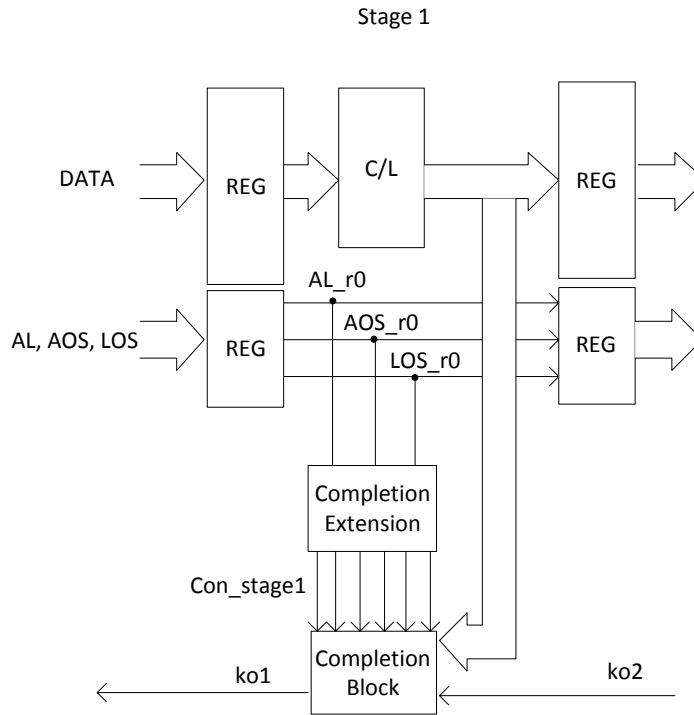 Stage 1
DATA
REG
C/L
REG
AL_r0
AL, AOS, LOS
REG
AOS_r0
REG
LOS_r0
Completion
Extension
Con_stage1
Completion
Block
ko1
ko2